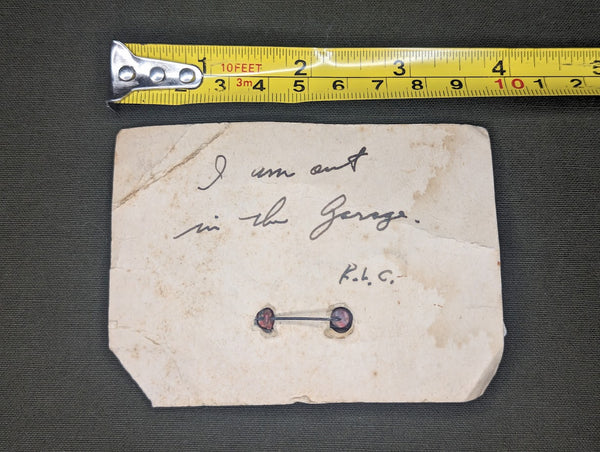 1 10FEET 2 3 4 5
3m 3 4 5 6 7 8 9 10 1 2
I am out
in the Garage.
R.L.C.